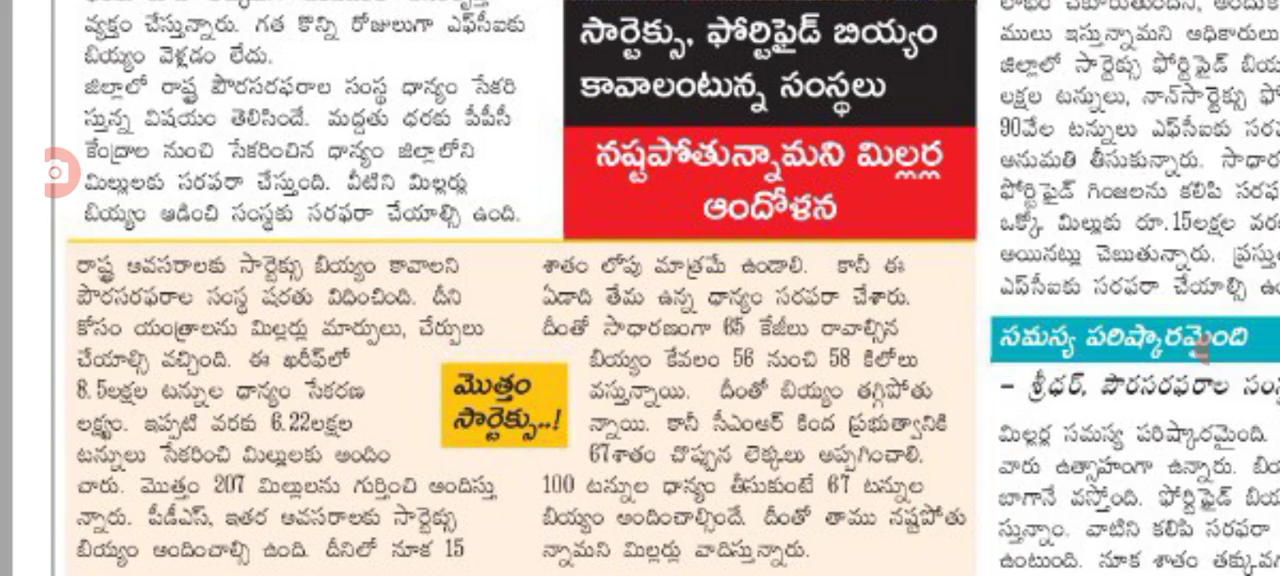 వ్యక్తం చేస్తున్నారు. గత కొన్ని రోజులుగా ఎఫ్‌సీఐకు
బియ్యం వెళ్లడం లేదు.
జిల్లాలో రాష్ట్ర పౌరసరఫరాల సంస్థ ధాన్యం సేకరి
స్తున్న విషయం తెలిసిందే. మద్దతు ధరకు పీపీసీ
కేంద్రాల నుంచి సేకరించిన ధాన్యం జిల్లాలోని
మిల్లులకు సరఫరా చేస్తుంది. వీటిని మిల్లర్లు
బియ్యం ఆడించి సంస్థకు సరఫరా చేయాల్సి ఉంది.
సార్టెక్సు, ఫోర్టిఫైడ్ బియ్యం
కావాలంటున్న సంస్థలు
నష్టపోతున్నామని మిల్లర్ల
ఆందోళన
రాష్ట్ర అవసరాలకు సార్టెక్సు బియ్యం కావాలని
పౌరసరఫరాల సంస్థ షరతు విధించింది. దీని
కోసం యంత్రాలను మిల్లర్లు మార్పులు, చేర్పులు
చేయాల్సి వచ్చింది. ఈ ఖరీఫ్‌లో
8.5లక్షల టన్నుల ధాన్యం సేకరణ
లక్ష్యం. ఇప్పటి వరకు 6.22లక్షల
టన్నులు సేకరించి మిల్లులకు అందిం
చారు. మొత్తం 207 మిల్లులను గుర్తించి అందిస్తు
న్నారు. పీడీఎస్, ఇతర అవసరాలకు సార్టెక్సు
బియ్యం అందించాల్సి ఉంది. దీనిలో నూక 15
మొత్తం
సార్టెక్సు..!
శాతం లోపు మాత్రమే ఉండాలి. కానీ ఈ
ఏడాది తేమ ఉన్న ధాన్యం సరఫరా చేశారు.
దీంతో సాధారణంగా 65 కేజీలు రావాల్సిన
బియ్యం కేవలం 56 నుంచి 58 కిలోలు
వస్తున్నాయి. దీంతో బియ్యం తగ్గిపోతు
న్నాయి. కానీ సీఎంఆర్ కింద ప్రభుత్వానికి
67శాతం చొప్పున లెక్కలు అప్పగించాలి.
100 టన్నుల ధాన్యం తీసుకుంటే 67 టన్నుల
బియ్యం అందించాల్సిందే. దీంతో తాము నష్టపోతు
న్నామని మిల్లర్లు వాదిస్తున్నారు.
ములు ఇస్తున్నామని అధికారులు
జిల్లాలో సార్టెక్సు ఫోర్టిఫైడ్
లక్షల టన్నులు, నాన్‌సార్టెక్సు
90వేల టన్నులు ఎఫ్‌సీఐకు
అనుమతి తీసుకున్నారు.
ఫోర్టిఫైడ్ గింజలను కలిపి
ఒక్కో మిల్లుకు రూ.15లక్షల
అయినట్లు చెబుతున్నారు.
ఎఫ్‌సీఐకు సరఫరా చేయాల్సి
సమస్య పరిష్కారమైంది
– శ్రీధర్, పౌరసరఫరాల
మిల్లర్ల సమస్య పరిష్కారమైంది.
వారు ఉత్సాహంగా ఉన్నారు.
బాగానే వస్తోంది. ఫోర్టిఫైడ్
స్తున్నాం. వాటిని కలిపి సరఫరా
ఉంటుంది. నూక శాతం